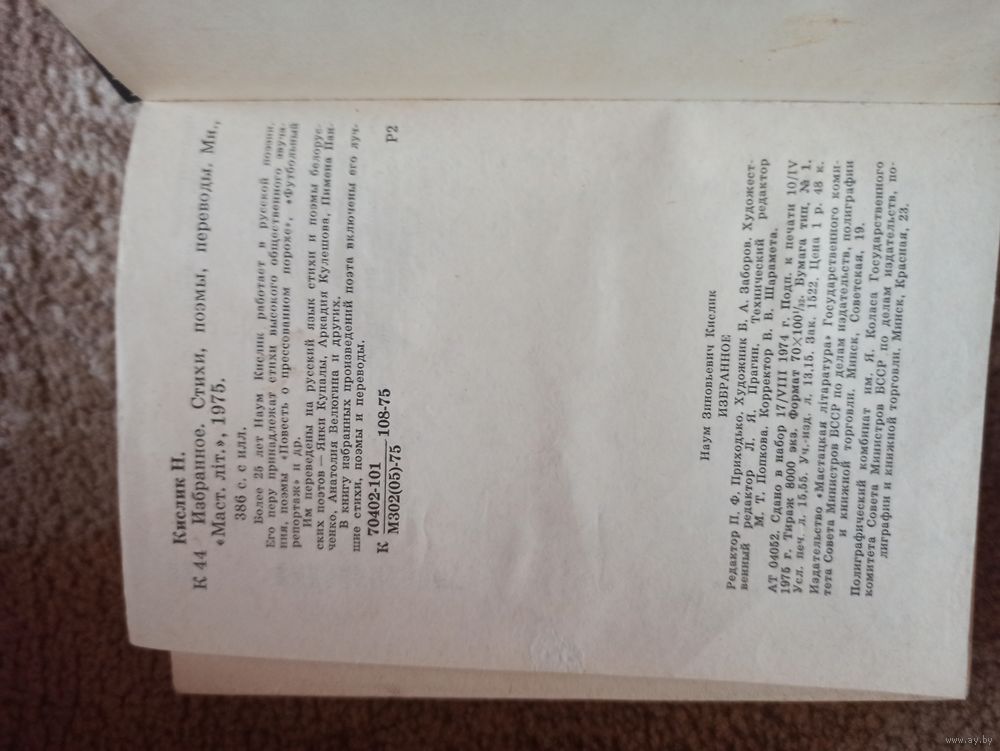 Кислик Н.
К 44 Избранное. Стихи, поэмы, переводы. Мн.,
«Маст. літ.», 1975.
386 с. с илл.
Более 25 лет Наум Кислик работает в русской поэзии.
Его перу принадлежат стихи высокого общественного звуча-
ния, поэмы «Повесть о прессованном порохе», «Футбольный
репортаж» и др.
Им переведены на русский язык стихи и поэмы белорус-
ских поэтов — Янки Купалы, Аркадия Кулешова, Пимена Пан-
ченко, Анатолия Велюгина и других.
В книгу избранных произведений поэта включены его луч-
шие стихи, поэмы и переводы.
К 70402-101 108-75 Р2
М302(05)-75
Наум Зиновьевич Кислик
ИЗБРАННОЕ
Редактор П. Ф. Приходько. Художник В. А. Заборов. Художест-
венный редактор Л. Я. Прагин. Технический редактор
М. Т. Попкова. Корректор В. В. Шарамета.
АТ 04052. Сдано в набор 17/VIII 1974 г. Подп. к печати 10/IV
1975 г. Тираж 8000 экз. Формат 70×100¹/₃₂. Бумага тип. № 1.
Усл. печ. л. 15,55. Уч.-изд. л. 13,15. Зак. 1522. Цена 1 р. 48 к.
Издательство «Мастацкая літаратура» Государственного коми-
тета Совета Министров БССР по делам издательств, полиграфии
и книжной торговли. Минск, Советская, 19.
Полиграфический комбинат им. Я. Коласа Государственного
комитета Совета Министров БССР по делам издательств, по-
лиграфии и книжной торговли. Минск, Красная, 23.
www.ay.by